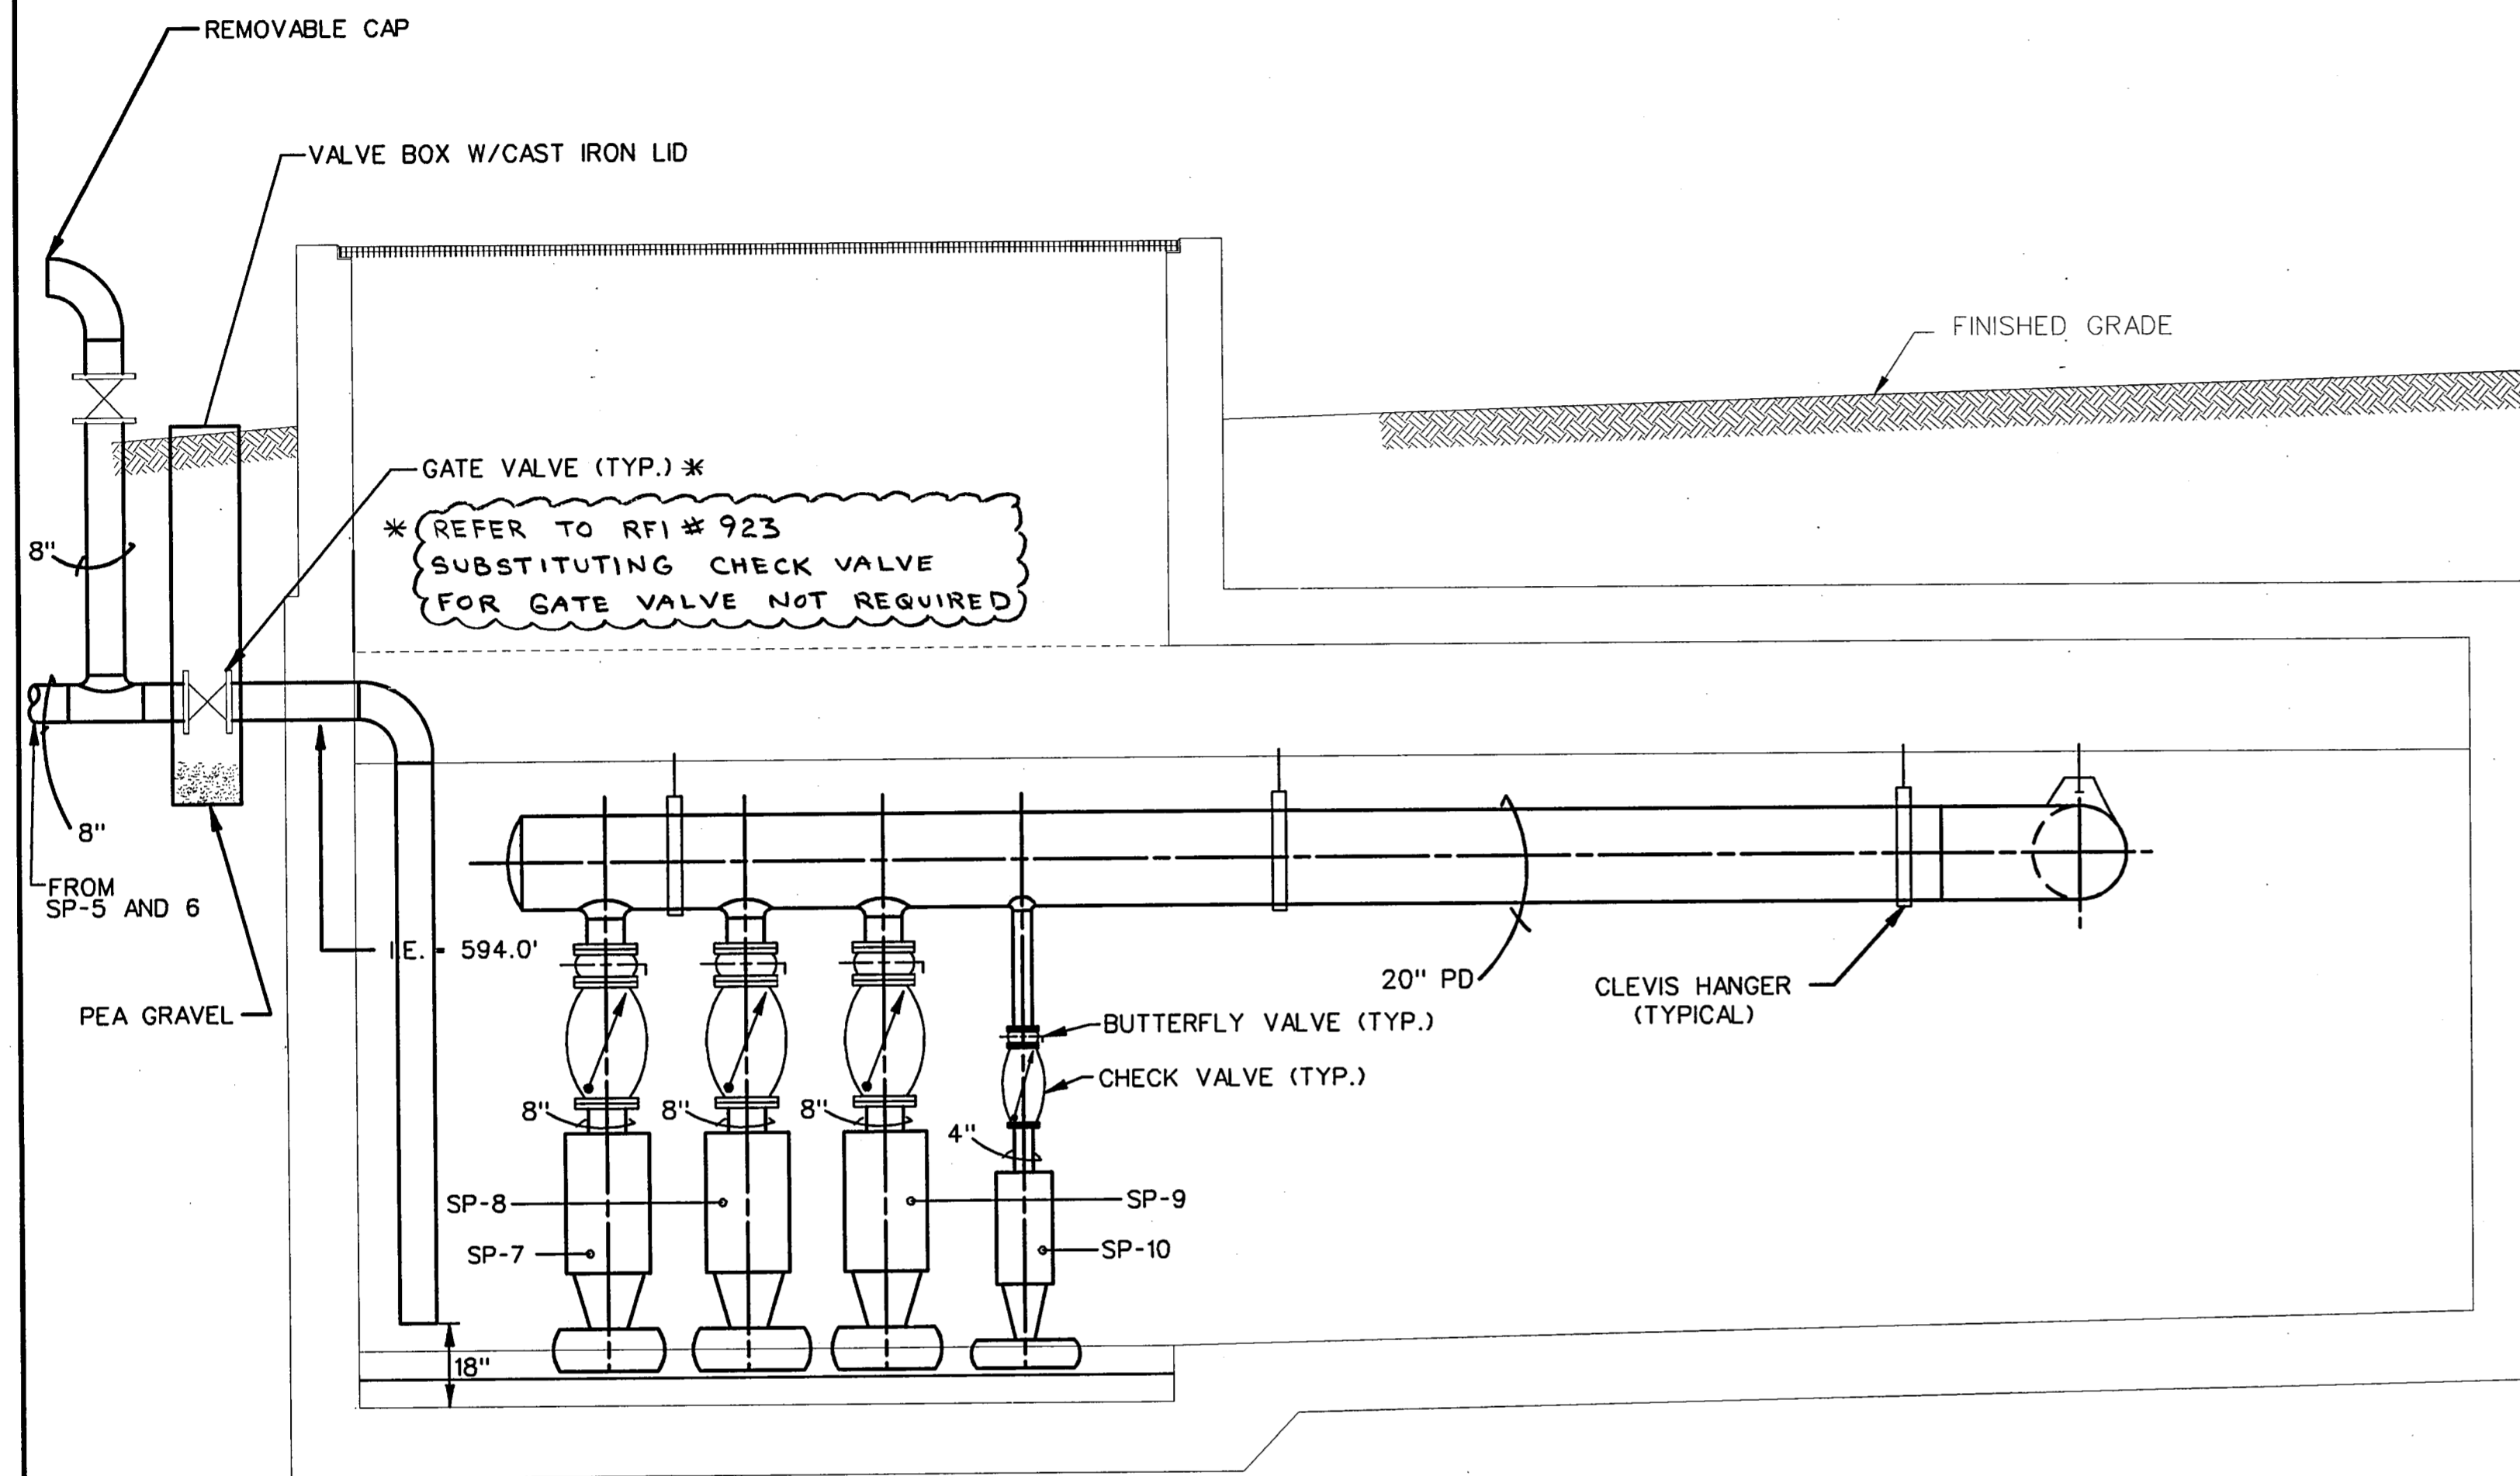 REMOVABLE CAP
VALVE BOX W/CAST IRON LID
FINISHED GRADE
GATE VALVE (TYP.) *
* REFER TO RFI # 923
SUBSTITUTING CHECK VALVE
FOR GATE VALVE NOT REQUIRED
8"
8"
FROM
SP-5 AND 6
I.E. - 594.0'
PEA GRAVEL
20" PD
CLEVIS HANGER
(TYPICAL)
BUTTERFLY VALVE (TYP.)
CHECK VALVE (TYP.)
8"
8"
8"
4"
SP-8
SP-9
SP-7
SP-10
18"